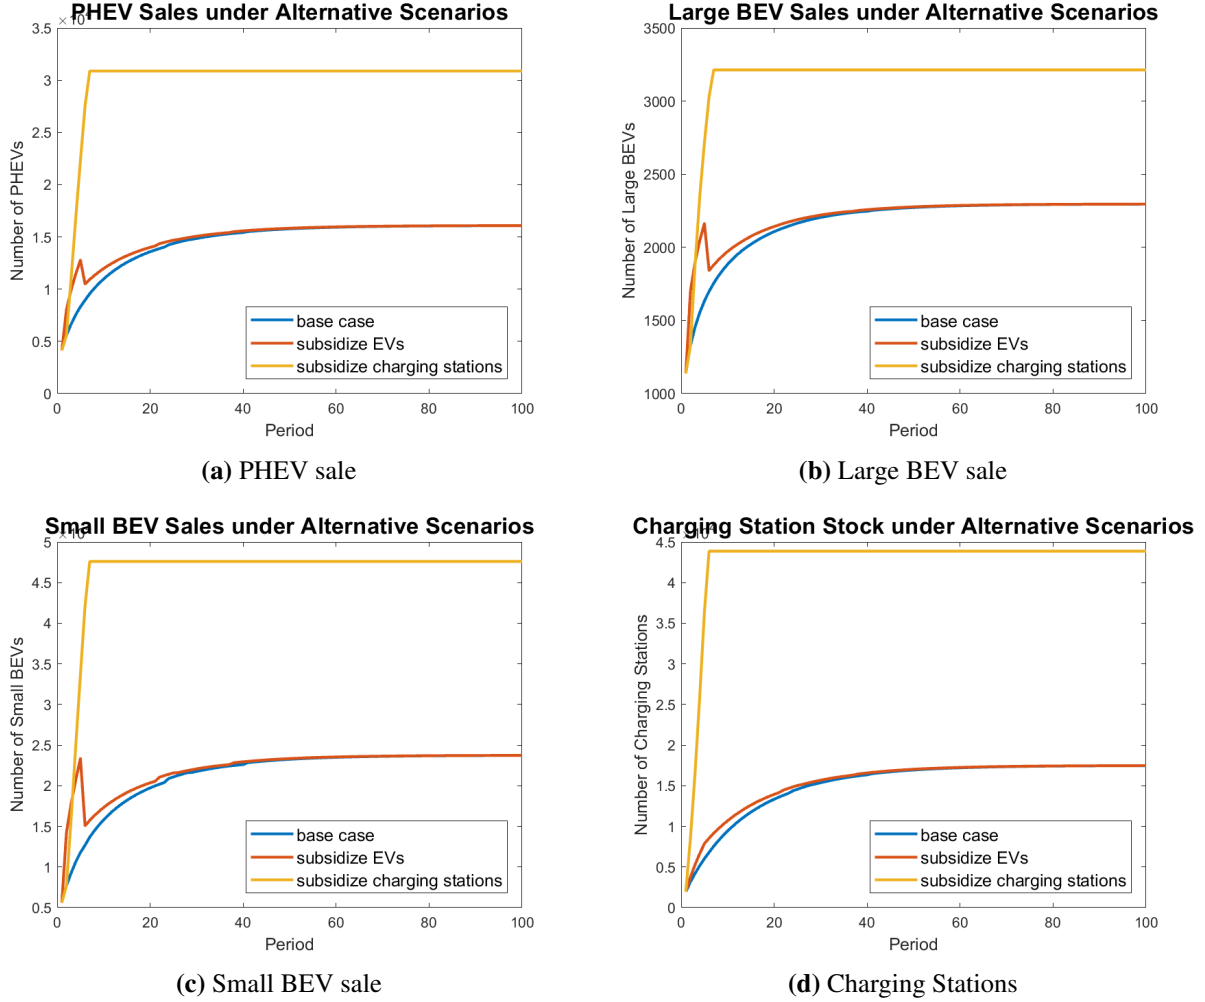 PHEV Sales under Alternative Scenarios
3.5
3
2.5
2
1.5
1
0.5
0
Number of PHEVs
base case
subsidize EVs
subsidize charging stations
0 20 40 60 80 100
Period
(a) PHEV sale
Large BEV Sales under Alternative Scenarios
3500
3000
2500
2000
1500
1000
Number of Large BEVs
base case
subsidize EVs
subsidize charging stations
0 20 40 60 80 100
Period
(b) Large BEV sale
Small BEV Sales under Alternative Scenarios
5
4.5
4
3.5
3
2.5
2
1.5
1
0.5
Number of Small BEVs
base case
subsidize EVs
subsidize charging stations
0 20 40 60 80 100
Period
(c) Small BEV sale
Charging Station Stock under Alternative Scenarios
4.5
4
3.5
3
2.5
2
1.5
1
0.5
0
Number of Charging Stations
base case
subsidize EVs
subsidize charging stations
0 20 40 60 80 100
Period
(d) Charging Stations